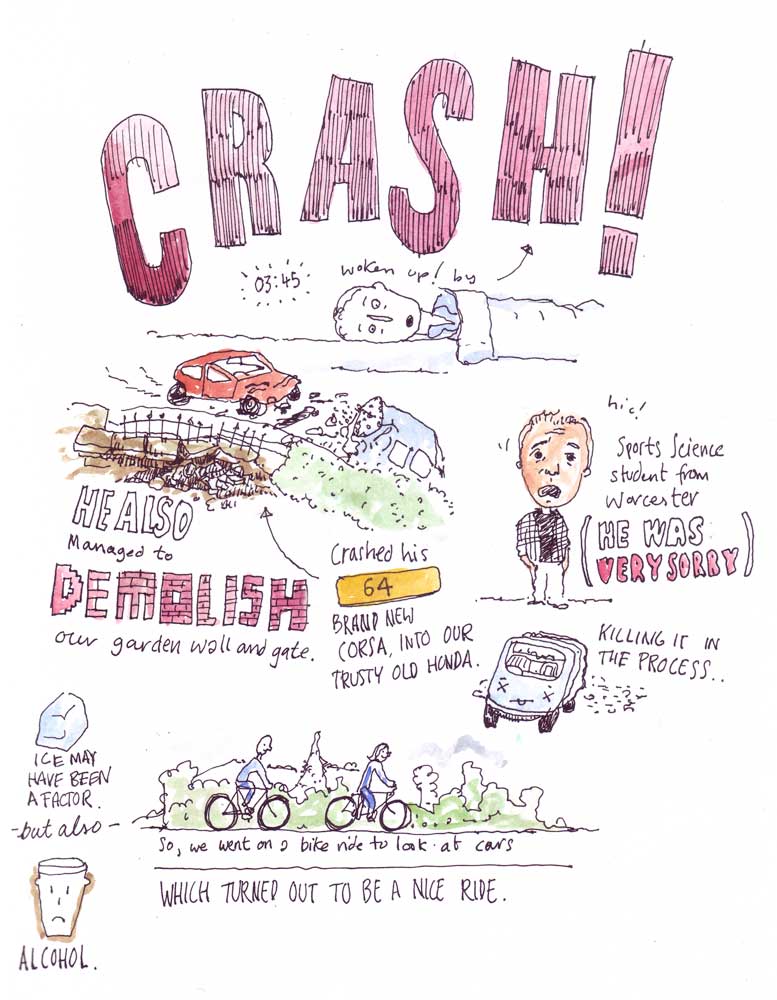 CRASH!
03:45
woken up! by
hic!
Sports Science
student from
Worcester
(HE WAS
VERY SORRY)
Crashed his
64
BRAND NEW
CORSA, INTO OUR
TRUSTY OLD HONDA.
KILLING IT IN
THE PROCESS..
HE ALSO
Managed to
DEMOLISH
our garden wall and gate.
ICE MAY
HAVE BEEN
A FACTOR.
-but also-
ALCOHOL.
So, we went on a bike ride to look at cars
WHICH TURNED OUT TO BE A NICE RIDE.